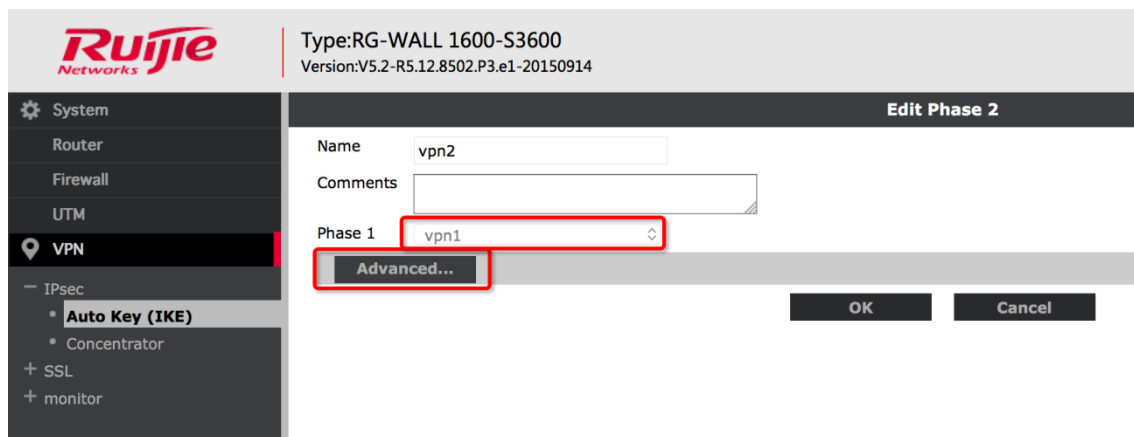 Ruijie
Networks
Type:RG-WALL 1600-S3600
Version:V5.2-R5.12.8502.P3.e1-20150914
System
Router
Firewall
UTM
VPN
IPsec
Auto Key (IKE)
Concentrator
SSL
monitor
Edit Phase 2
Name vpn2
Comments
Phase 1 vpn1
Advanced...
OK Cancel